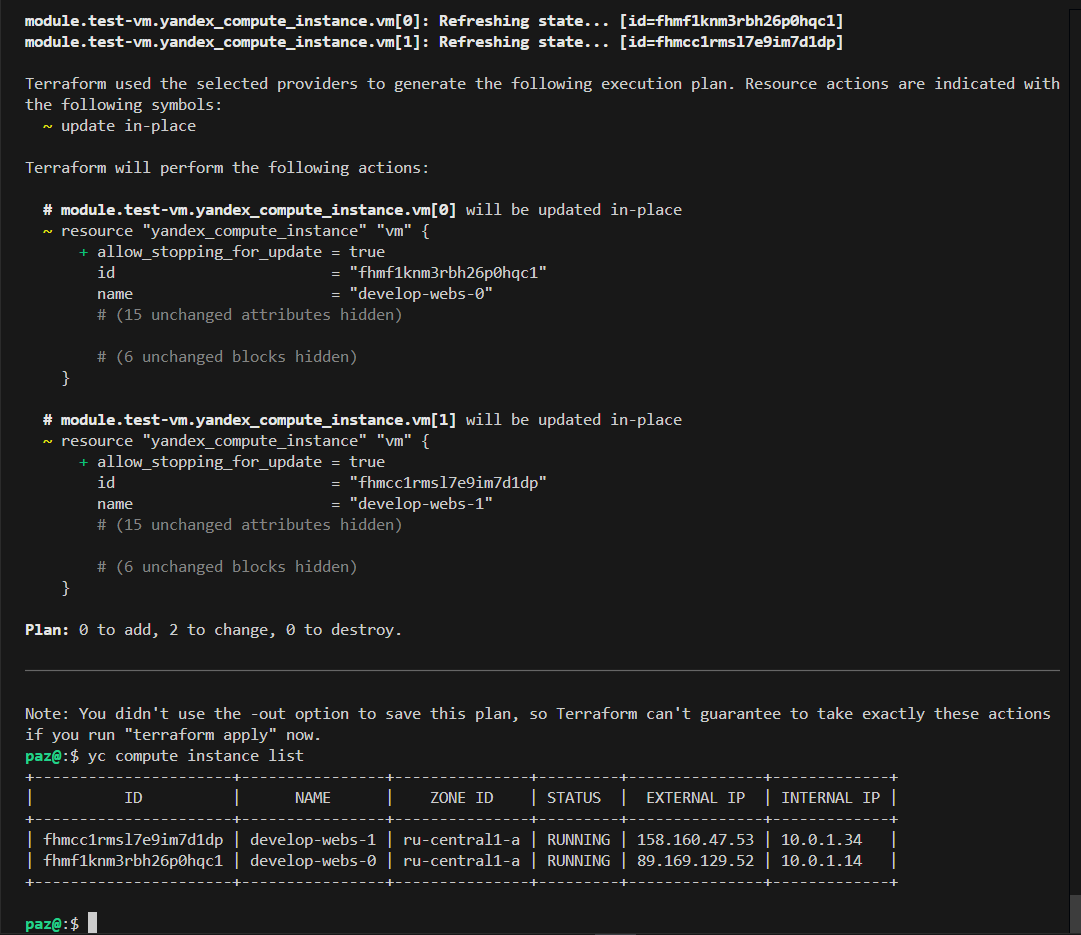 module.test-vm.yandex_compute_instance.vm[0]: Refreshing state... [id=fhmf1knm3rbh26p0hqc1]
module.test-vm.yandex_compute_instance.vm[1]: Refreshing state... [id=fhmcc1rmsl7e9im7d1dp]

Terraform used the selected providers to generate the following execution plan. Resource actions are indicated with
the following symbols:
  ~ update in-place

Terraform will perform the following actions:

  # module.test-vm.yandex_compute_instance.vm[0] will be updated in-place
  ~ resource "yandex_compute_instance" "vm" {
      + allow_stopping_for_update = true
        id                        = "fhmf1knm3rbh26p0hqc1"
        name                      = "develop-webs-0"
        # (15 unchanged attributes hidden)

        # (6 unchanged blocks hidden)
    }

  # module.test-vm.yandex_compute_instance.vm[1] will be updated in-place
  ~ resource "yandex_compute_instance" "vm" {
      + allow_stopping_for_update = true
        id                        = "fhmcc1rmsl7e9im7d1dp"
        name                      = "develop-webs-1"
        # (15 unchanged attributes hidden)

        # (6 unchanged blocks hidden)
    }

Plan: 0 to add, 2 to change, 0 to destroy.

Note: You didn't use the -out option to save this plan, so Terraform can't guarantee to take exactly these actions
if you run "terraform apply" now.
paz@:$ yc compute instance list
+----------------------+----------------+---------------+---------+---------------+-------------+
|          ID          |      NAME      |    ZONE ID    | STATUS  |  EXTERNAL IP  | INTERNAL IP |
+----------------------+----------------+---------------+---------+---------------+-------------+
| fhmcc1rmsl7e9im7d1dp | develop-webs-1 | ru-central1-a | RUNNING | 158.160.47.53 | 10.0.1.34   |
| fhmf1knm3rbh26p0hqc1 | develop-webs-0 | ru-central1-a | RUNNING | 89.169.129.52 | 10.0.1.14   |
+----------------------+----------------+---------------+---------+---------------+-------------+

paz@:$